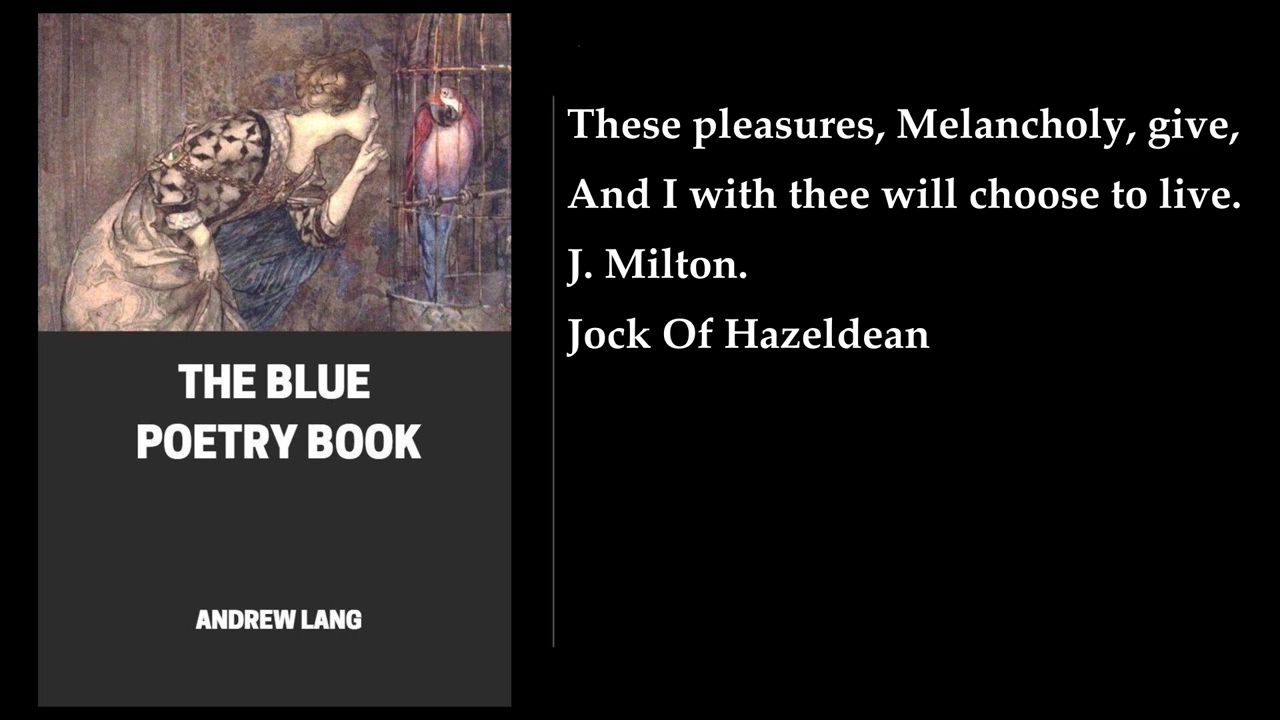 THE BLUE
POETRY BOOK
ANDREW LANG
These pleasures, Melancholy, give,
And I with thee will choose to live.
J. Milton.
Jock Of Hazeldean